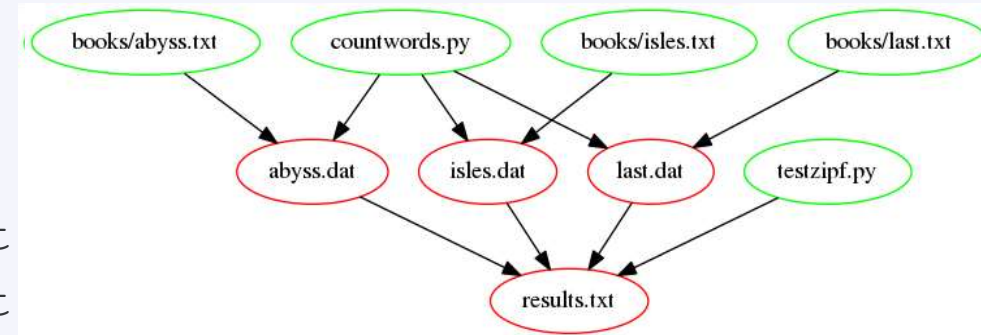 books/abyss.txt countwords.py books/isles.txt books/last.txt
abyss.dat isles.dat last.dat testzipf.py
t
t
results.txt